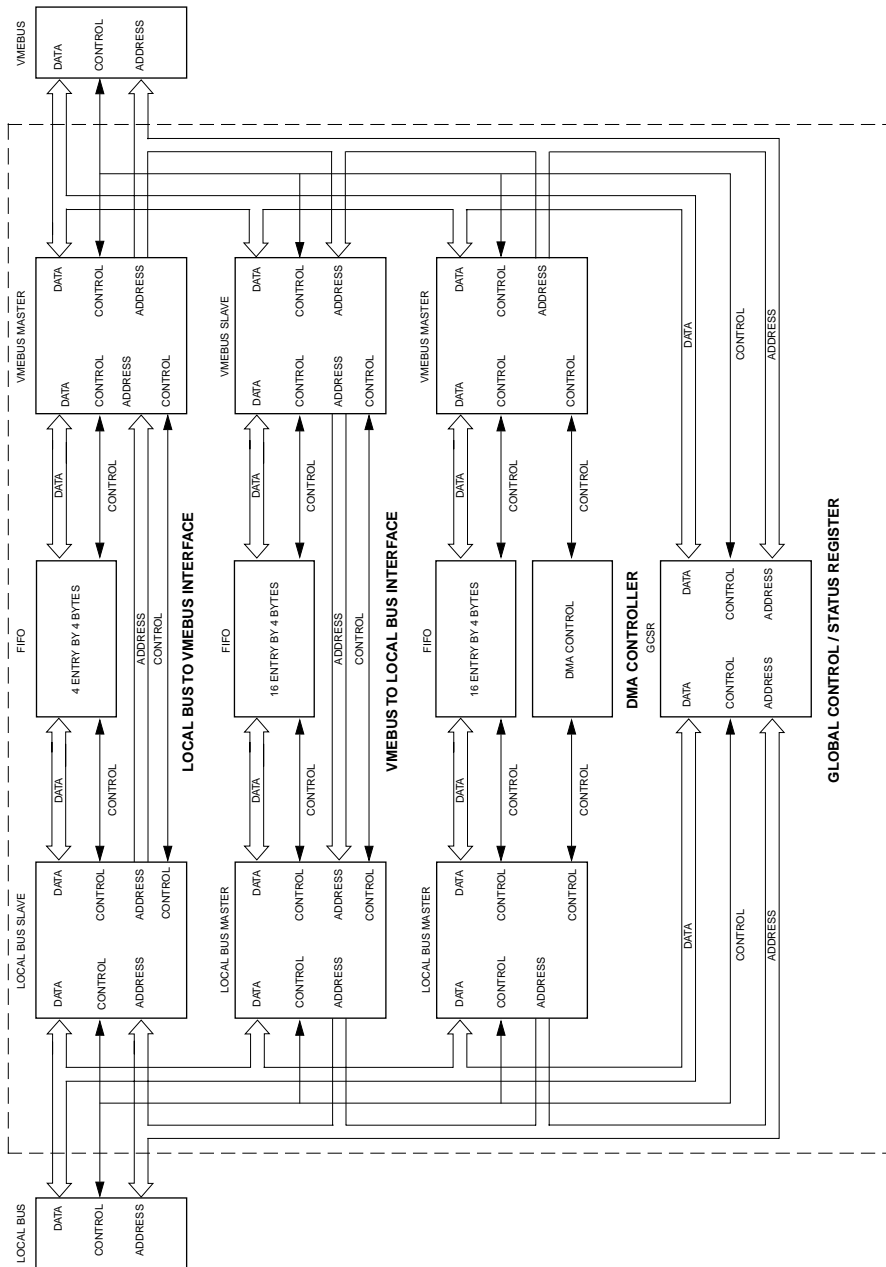 LOCAL BUS
DATA
CONTROL
ADDRESS
LOCAL BUS SLAVE
DATA
CONTROL
ADDRESS
DATA
CONTROL
ADDRESS
CONTROL
DATA
CONTROL
FIFO
4 ENTRY BY 4 BYTES
DATA
CONTROL
ADDRESS
CONTROL
VMEBUS MASTER
DATA
CONTROL
ADDRESS
CONTROL
DATA
CONTROL
ADDRESS
VMEBUS
DATA
CONTROL
ADDRESS
LOCAL BUS TO VMEBUS INTERFACE
LOCAL BUS MASTER
DATA
CONTROL
ADDRESS
DATA
CONTROL
ADDRESS
CONTROL
DATA
CONTROL
FIFO
16 ENTRY BY 4 BYTES
DATA
CONTROL
ADDRESS
CONTROL
VMEBUS SLAVE
DATA
CONTROL
ADDRESS
CONTROL
DATA
CONTROL
ADDRESS
VMEBUS TO LOCAL BUS INTERFACE
LOCAL BUS MASTER
DATA
CONTROL
ADDRESS
DATA
CONTROL
CONTROL
DATA
CONTROL
CONTROL
FIFO
16 ENTRY BY 4 BYTES
DMA CONTROL
DATA
CONTROL
CONTROL
VMEBUS MASTER
DATA
CONTROL
CONTROL
DATA
CONTROL
ADDRESS
DMA CONTROLLER
GCSR
DATA
CONTROL
ADDRESS
DATA
CONTROL
ADDRESS
DATA
CONTROL
ADDRESS
DATA
CONTROL
ADDRESS
GLOBAL CONTROL / STATUS REGISTER